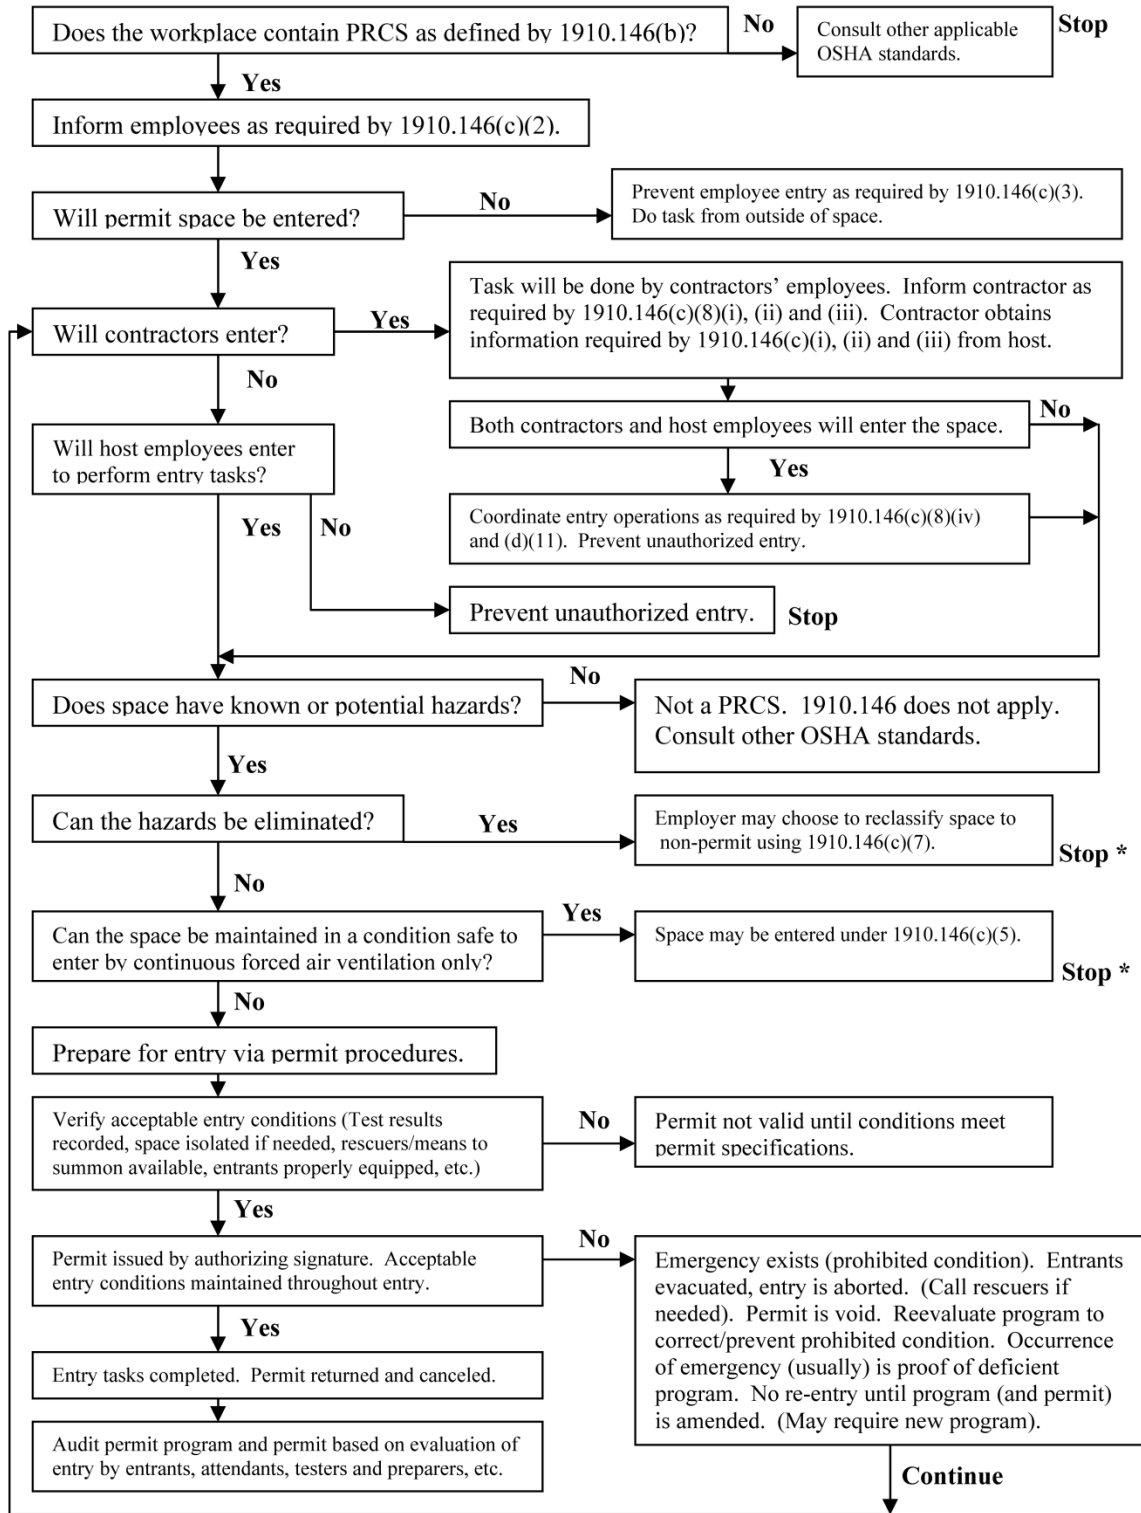 Does the workplace contain PRCS as defined by 1910.146(b)?
No
Consult other applicable
OSHA standards.
Stop
Yes
Inform employees as required by 1910.146(c)(2).
Will permit space be entered?
No
Prevent employee entry as required by 1910.146(c)(3).
Do task from outside of space.
Yes
Will contractors enter?
Yes
Task will be done by contractors’ employees.  Inform contractor as
required by 1910.146(c)(8)(i), (ii) and (iii).  Contractor obtains
information required by 1910.146(c)(i), (ii) and (iii) from host.
No
Both contractors and host employees will enter the space.
No
Will host employees enter
to perform entry tasks?
Yes
Coordinate entry operations as required by 1910.146(c)(8)(iv)
and (d)(11).  Prevent unauthorized entry.
Yes
No
Prevent unauthorized entry.
Stop
Does space have known or potential hazards?
No
Not a PRCS.  1910.146 does not apply.
Consult other OSHA standards.
Yes
Can the hazards be eliminated?
Yes
Employer may choose to reclassify space to
non-permit using 1910.146(c)(7).
Stop *
No
Can the space be maintained in a condition safe to
enter by continuous forced air ventilation only?
Yes
Space may be entered under 1910.146(c)(5).
Stop *
No
Prepare for entry via permit procedures.
Verify acceptable entry conditions (Test results
recorded, space isolated if needed, rescuers/means to
summon available, entrants properly equipped, etc.)
No
Permit not valid until conditions meet
permit specifications.
Yes
Permit issued by authorizing signature.  Acceptable
entry conditions maintained throughout entry.
No
Emergency exists (prohibited condition).  Entrants
evacuated, entry is aborted.  (Call rescuers if
needed).  Permit is void.  Reevaluate program to
correct/prevent prohibited condition.  Occurrence
of emergency (usually) is proof of deficient
program.  No re-entry until program (and permit)
is amended.  (May require new program).
Yes
Entry tasks completed.  Permit returned and canceled.
Audit permit program and permit based on evaluation of
entry by entrants, attendants, testers and preparers, etc.
Continue